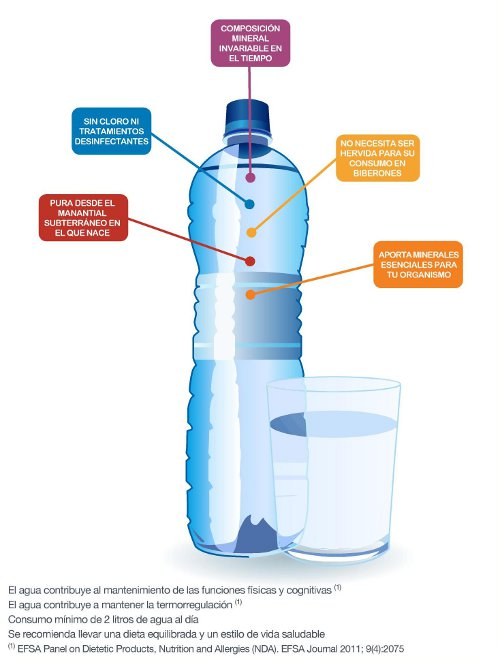 COMPOSICIÓN
MINERAL
INVARIABLE EN
EL TIEMPO
SIN CLORO NI
TRATAMIENTOS
DESINFECTANTES
NO NECESITA SER
HERVIDA PARA SU
CONSUMO EN
BIBERONES
PURA DESDE EL
MANANTIAL
SUBTERRÁNEO EN
EL QUE NACE
APORTA MINERALES
ESENCIALES PARA
TU ORGANISMO
El agua contribuye al mantenimiento de las funciones físicas y cognitivas (1)
El agua contribuye a mantener la termorregulación (1)
Consumo mínimo de 2 litros de agua al día
Se recomienda llevar una dieta equilibrada y un estilo de vida saludable
(1) EFSA Panel on Dietetic Products, Nutrition and Allergies (NDA). EFSA Journal 2011; 9(4):2075